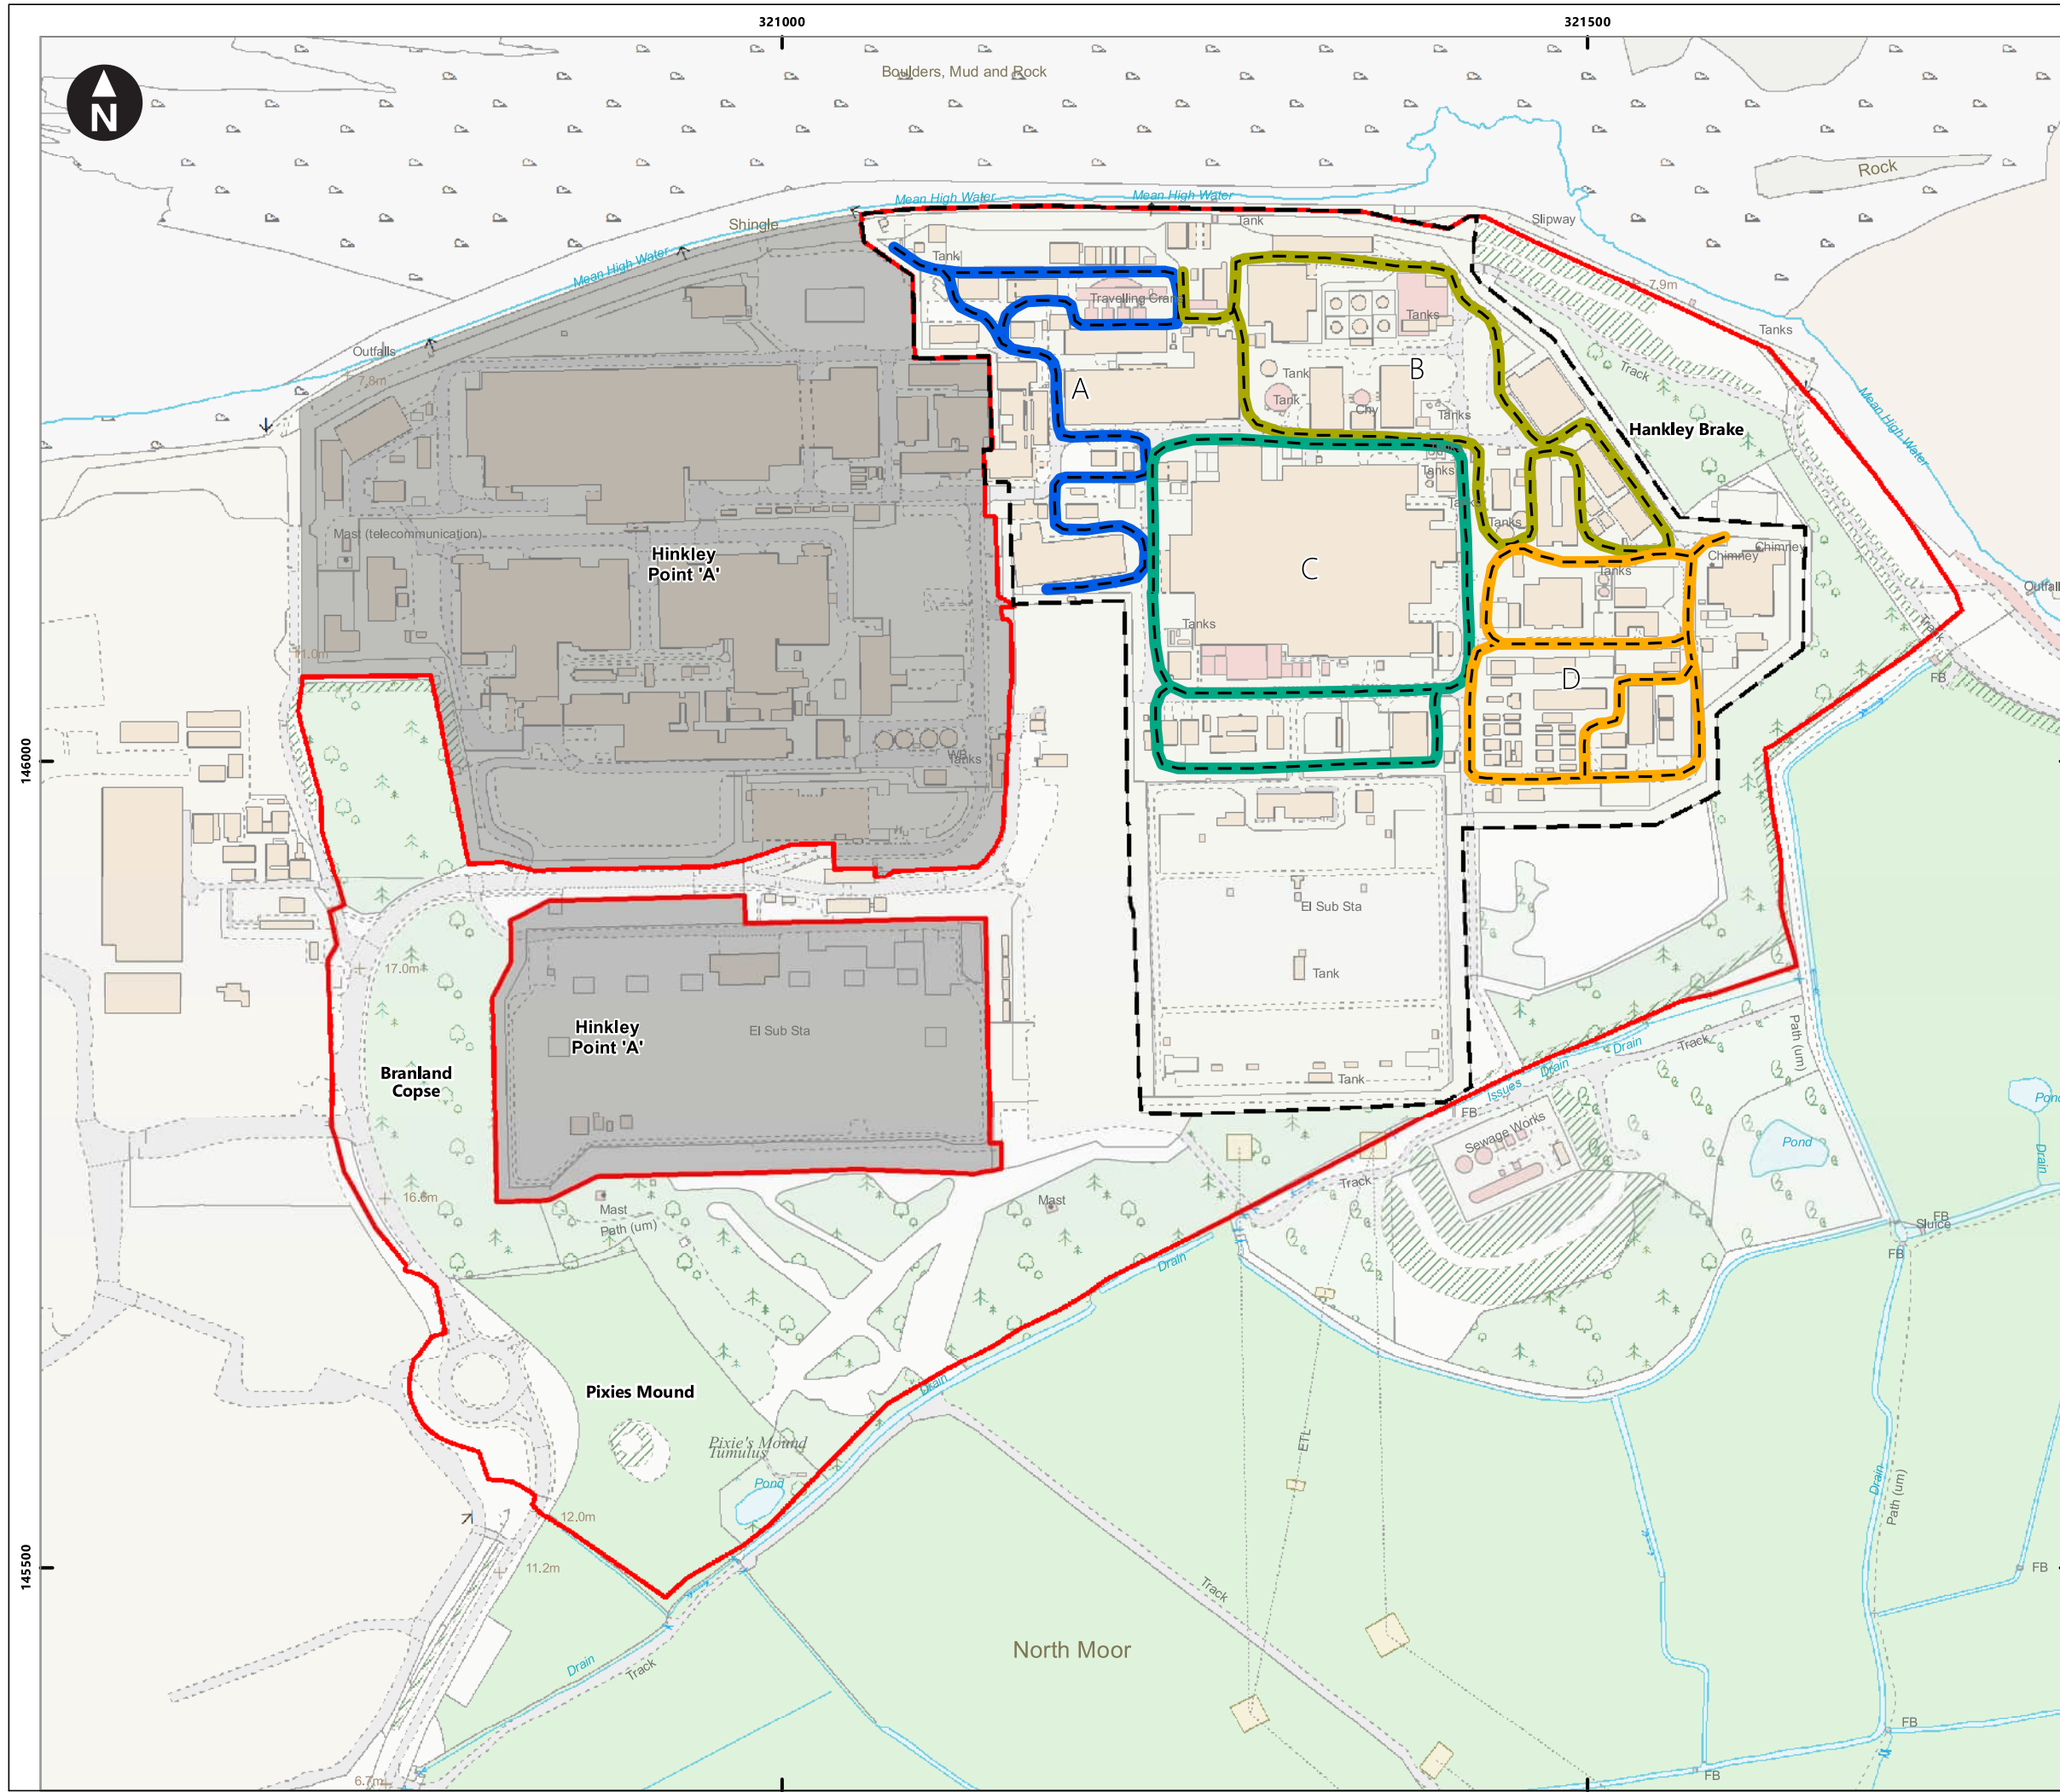 321000
321500
N
Boulders, Mud and Rock
Rock
Mean High Water
Mean High Water
Shingle
Tank
Slipway
Mean High Water
Tank
7.9m
Travelling Crane
Tanks
Tanks
Outfalls
7.8m
B
Track
A
Tank
Tank
Chy
Tanks
Mean High Water
Hankley Brake
Tanks
Mast (telecommunication)
Tanks
Hinkley
Point 'A'
C
Chimney
Chimney
Tanks
Outfall
Tanks
Track
11.0m
D
FB
146000
WB
Tanks
El Sub Sta
17.0m
Tank
Hinkley
Point 'A'
El Sub Sta
Path (um)
Drain
Track
Drain
Branland
Copse
Issues
Tank
FB
Pond
Sewage Works
Pond
Drain
Track
16.6m
Mast
Mast
Path (um)
FB
Sluice
FB
Drain
Pixies Mound
Drain
ETL
Pixie's Mound
Tumulus
Pond
Drain
Path (um)
12.0m
145500
11.2m
FB
Track
North Moor
Drain
Track
FB
6.7m
FB